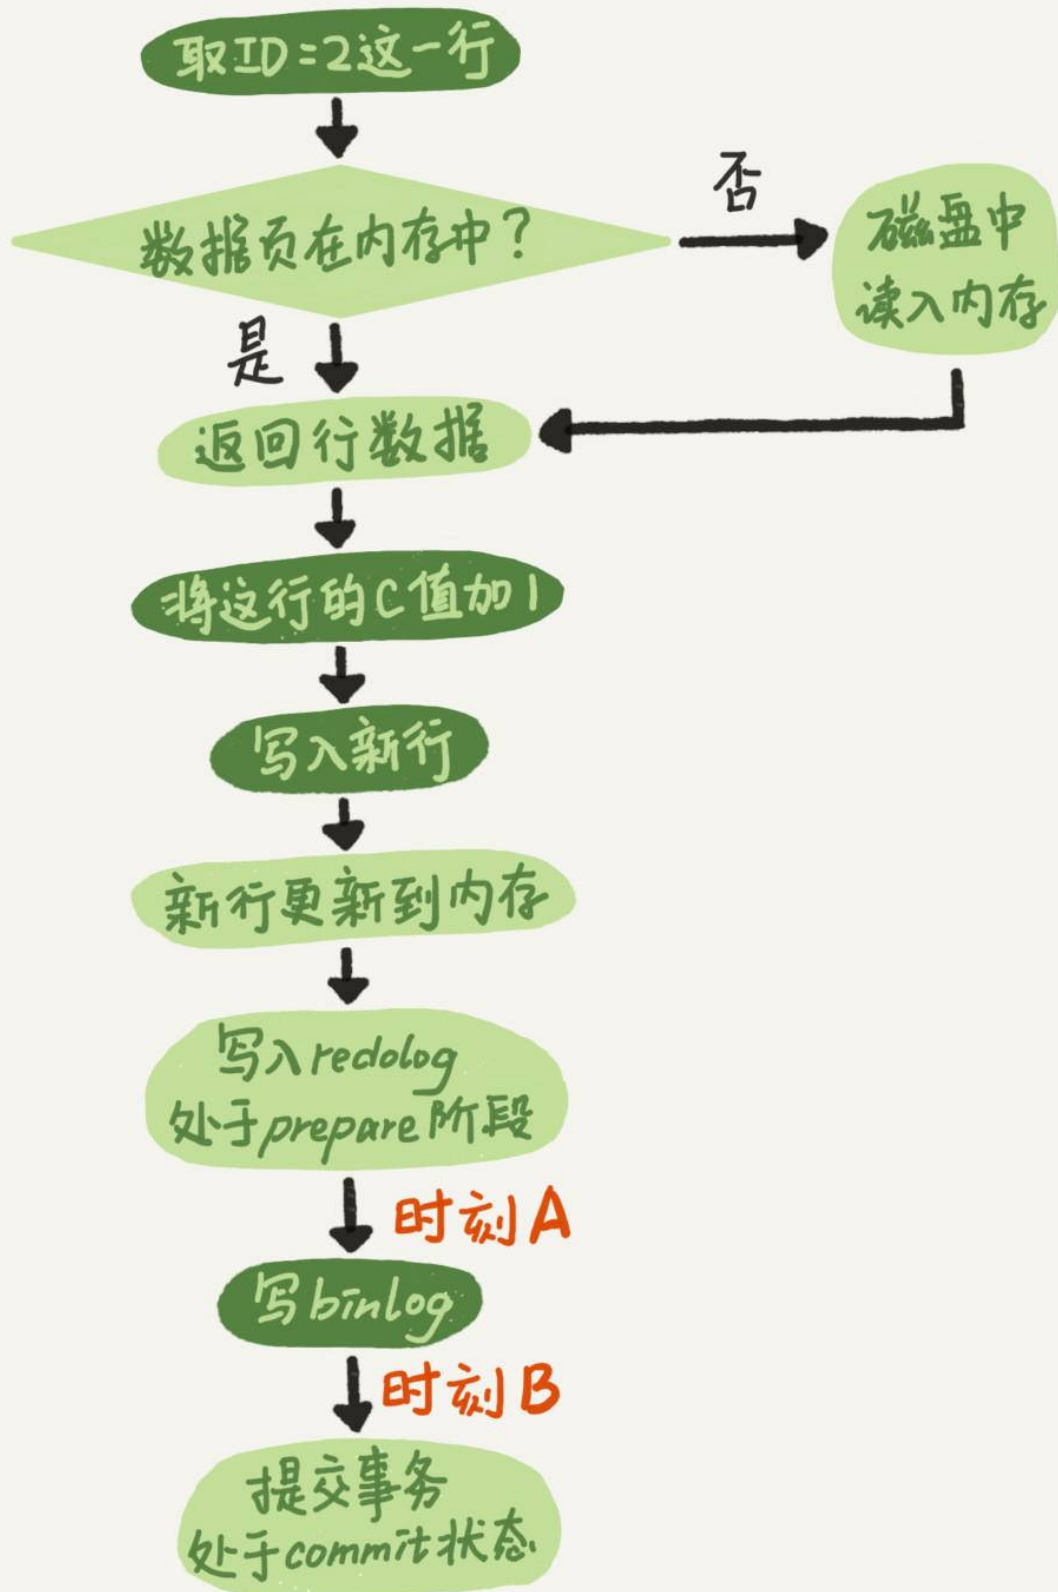 取ID=2这一行
数据页在内存中?
否
磁盘中
读入内存
是
返回行数据
将这行的C值加1
写入新行
新行更新到内存
写入redolog
处于prepare阶段
时刻A
写binlog
时刻B
提交事务
处于commit状态